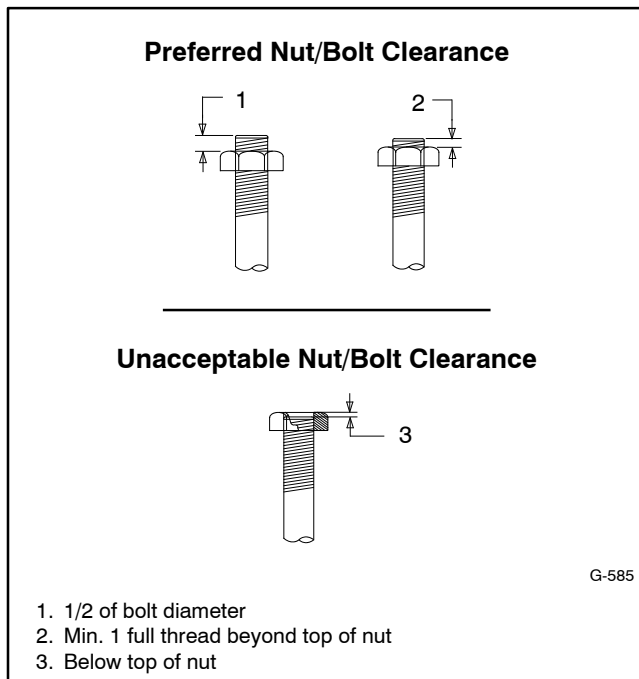 Preferred Nut/Bolt Clearance
1
2
Unacceptable Nut/Bolt Clearance
3
G-585
1. 1/2 of bolt diameter
2. Min. 1 full thread beyond top of nut
3. Below top of nut